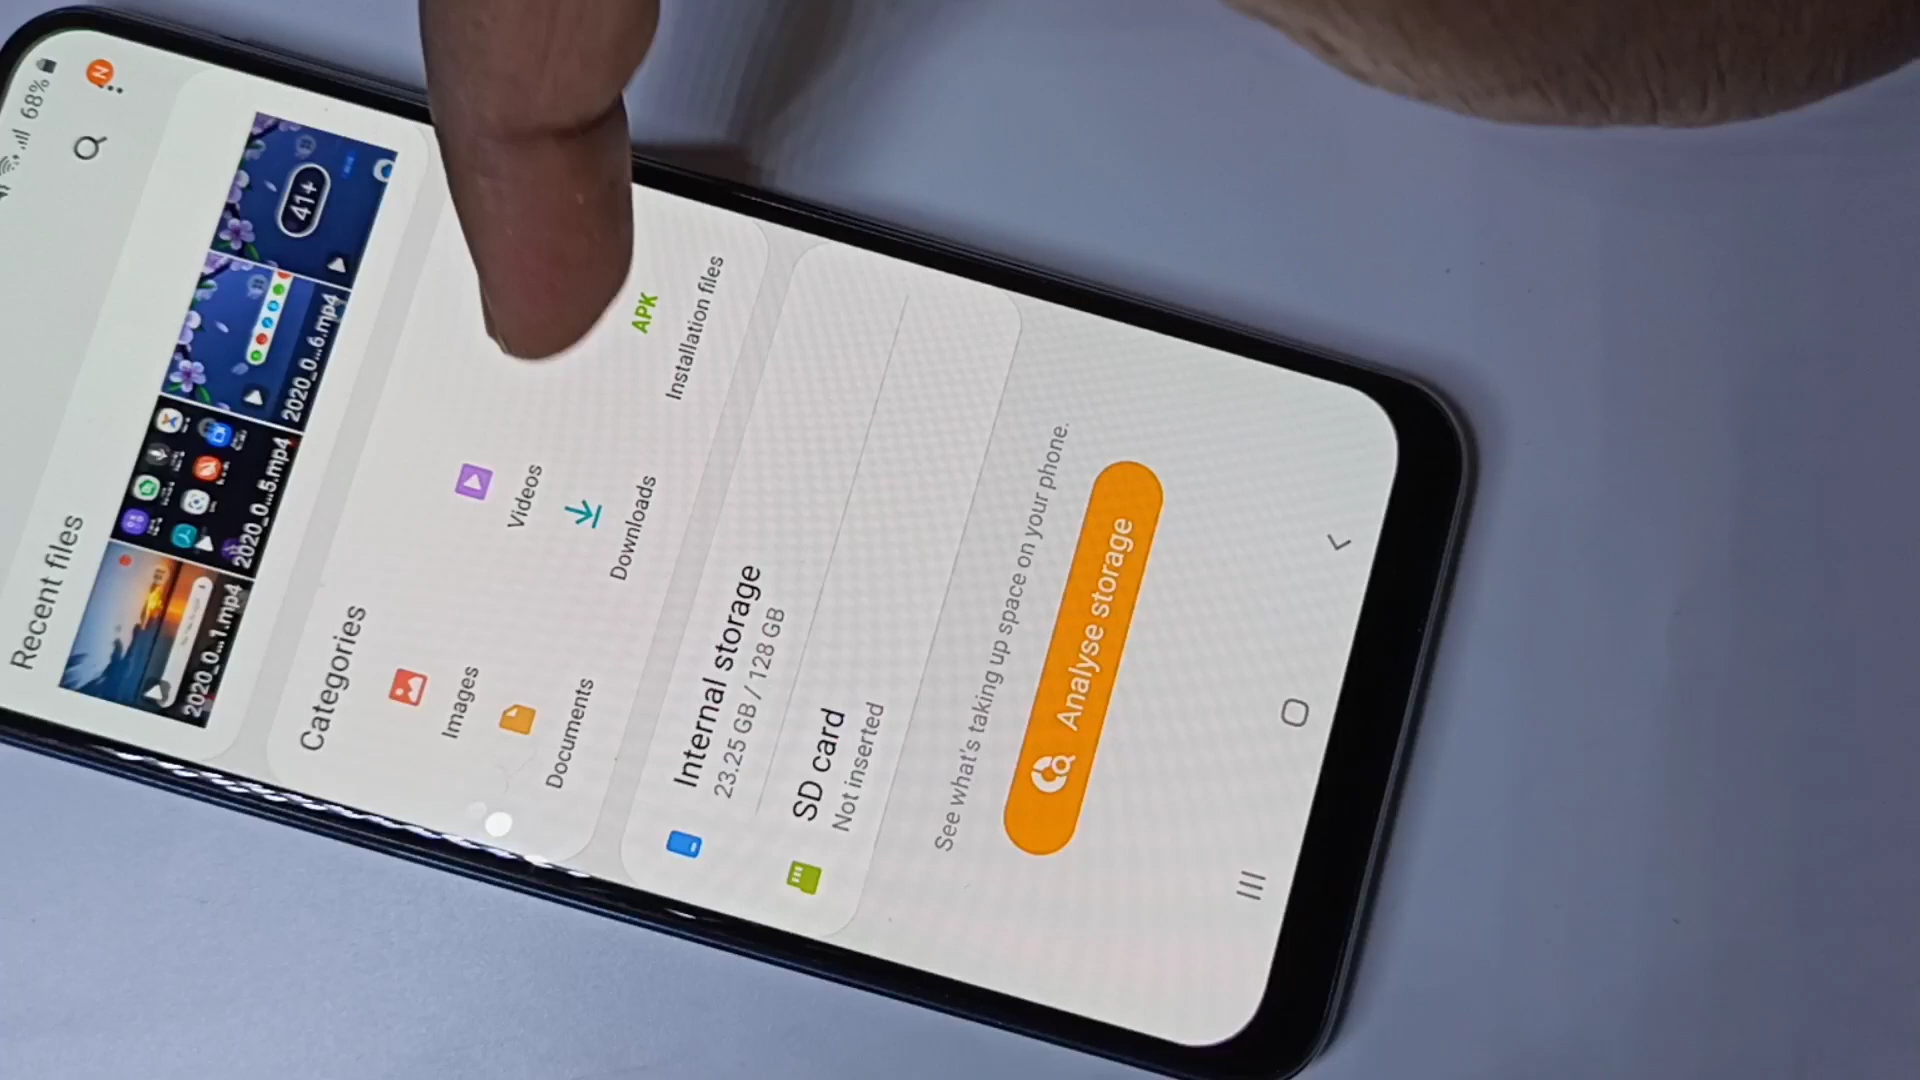 68%
N
Recent files
41+
2020_0...1.mp4
2020_0...5.mp4
2020_0...6.mp4
Categories
Images
Videos
Documents
Downloads
APK
Installation files
Internal storage
23.25 GB / 128 GB
SD card
Not inserted
See what's taking up space on your phone.
Analyse storage